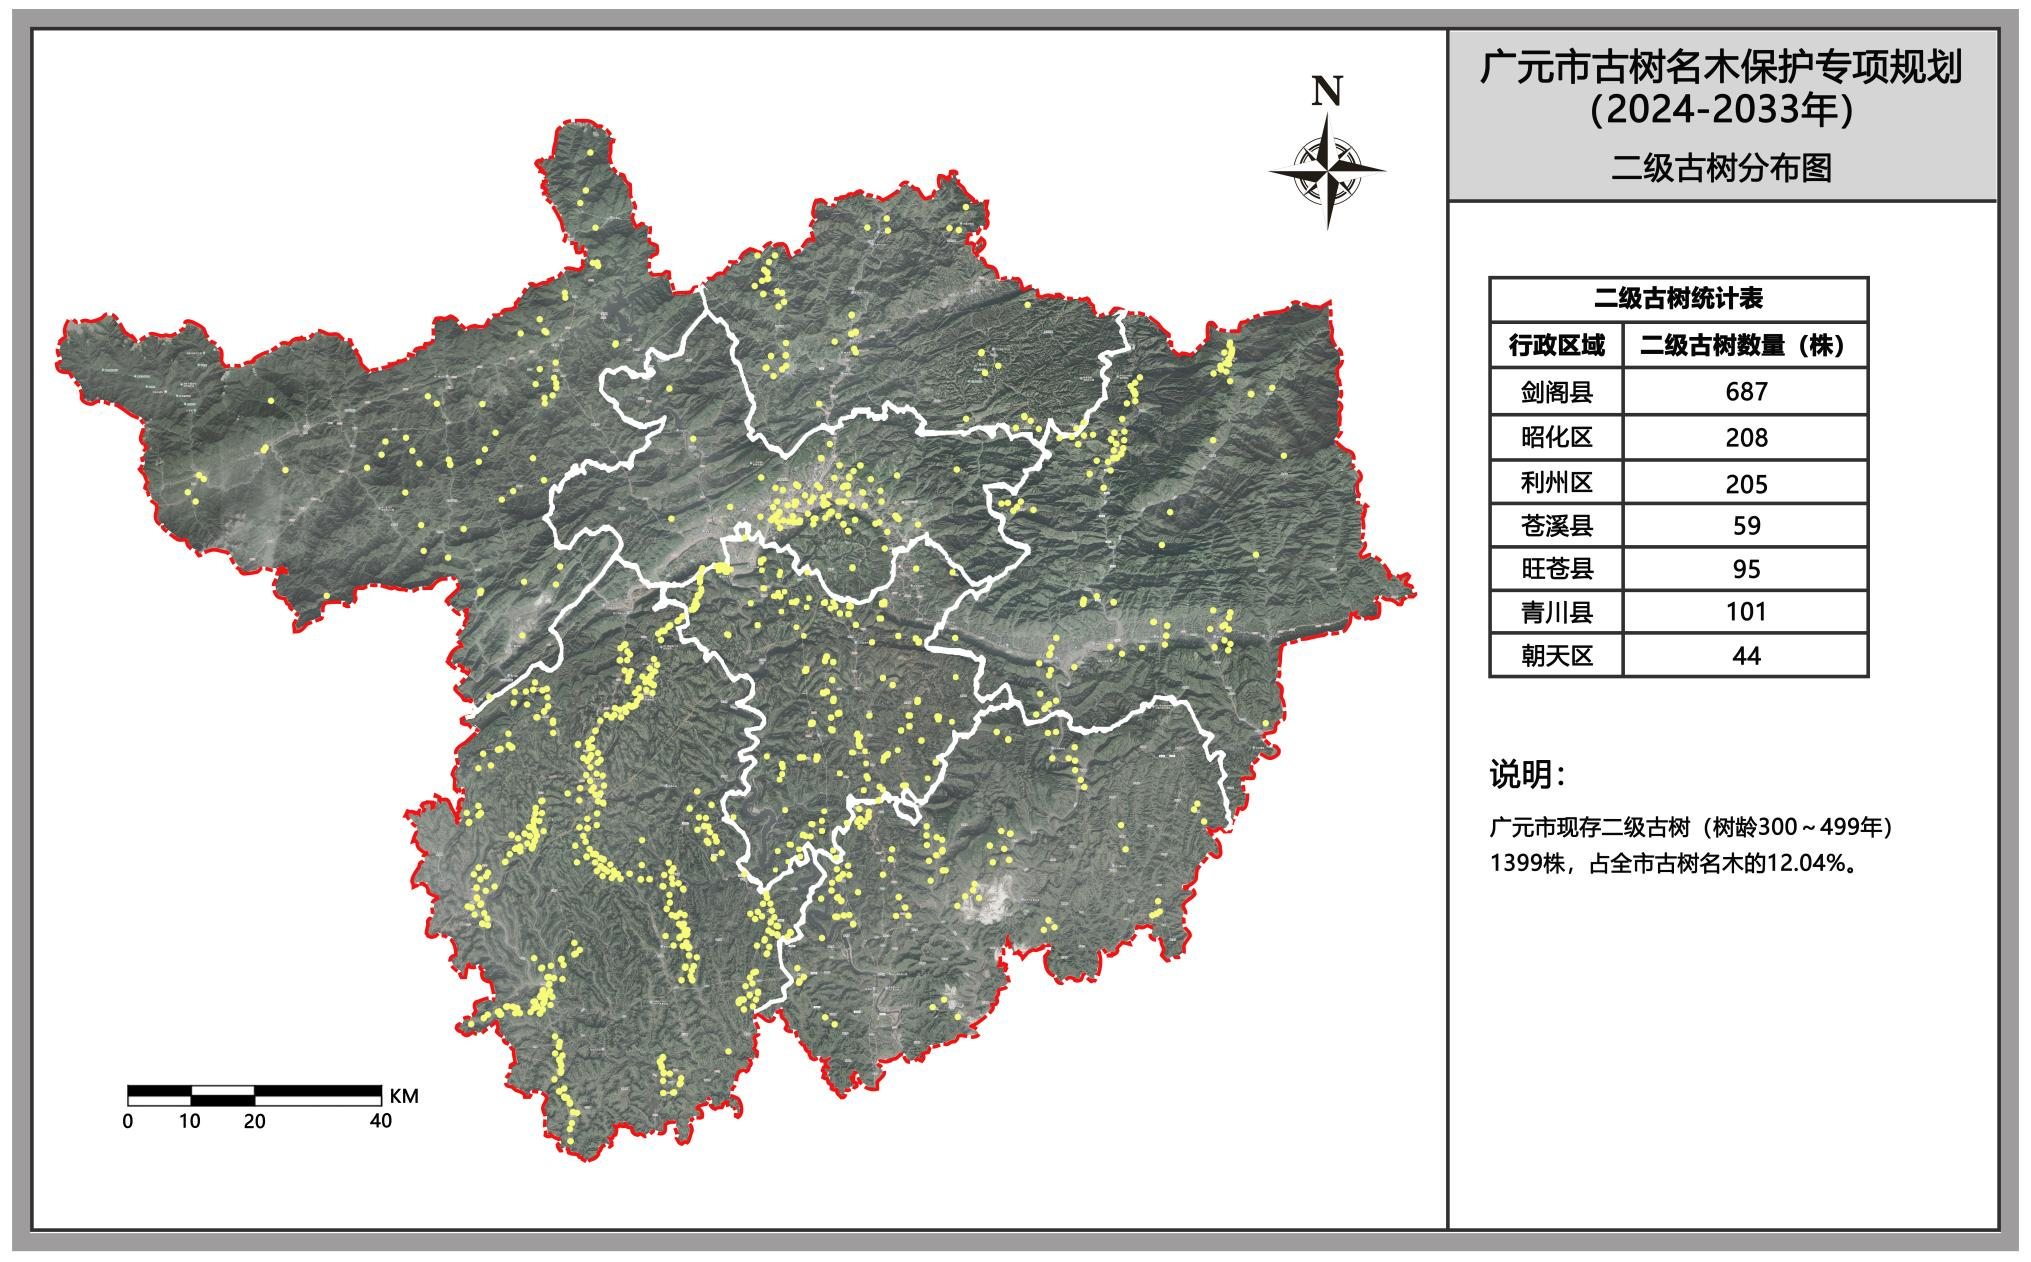 广元市古树名木保护专项规划
(2024-2033年)
二级古树分布图
N
二级古树统计表
行政区域 二级古树数量（株）
剑阁县 687
昭化区 208
利州区 205
苍溪县 59
旺苍县 95
青川县 101
朝天区 44
说明：
广元市现存二级古树（树龄300～499年）
1399株，占全市古树名木的12.04%。
KM
0 10 20 40